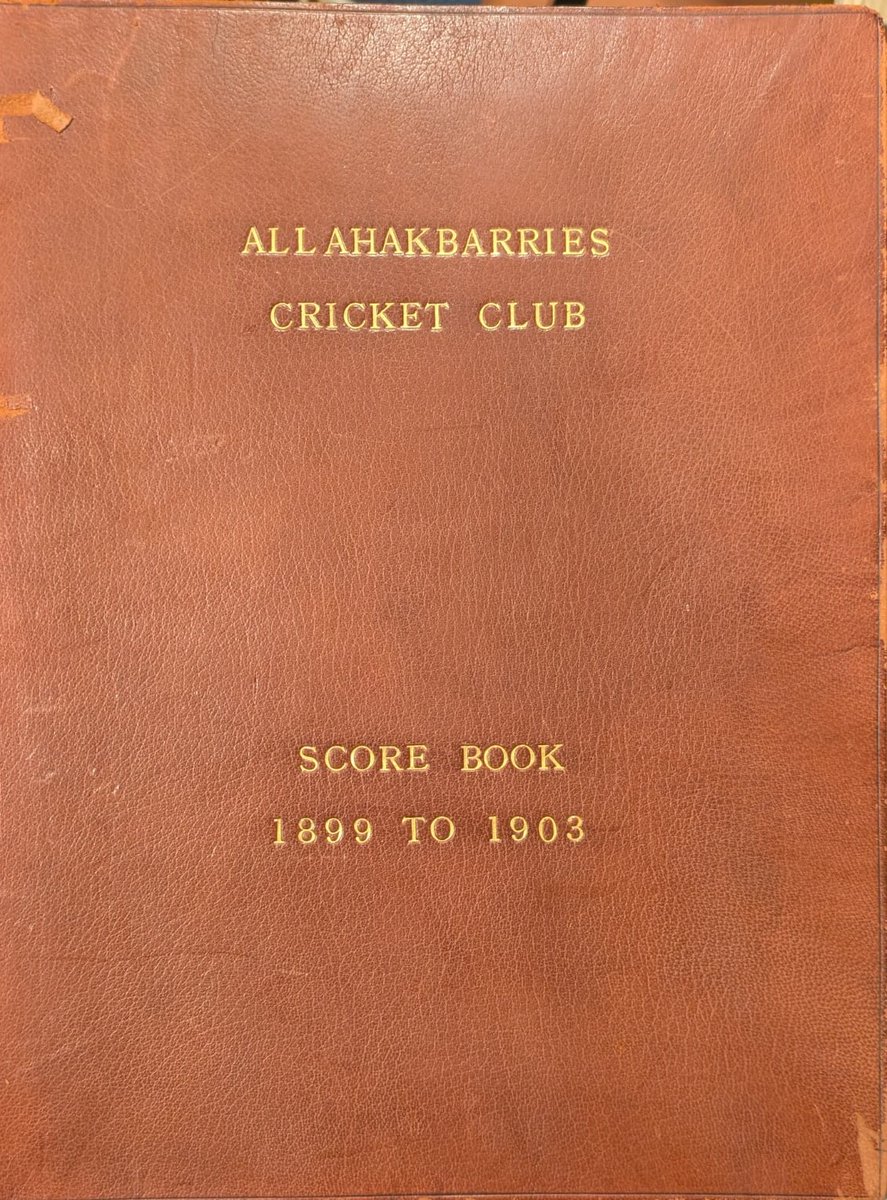 ALLAHAKBARRIES
CRICKET CLUB
SCORE BOOK
1899 TO 1903